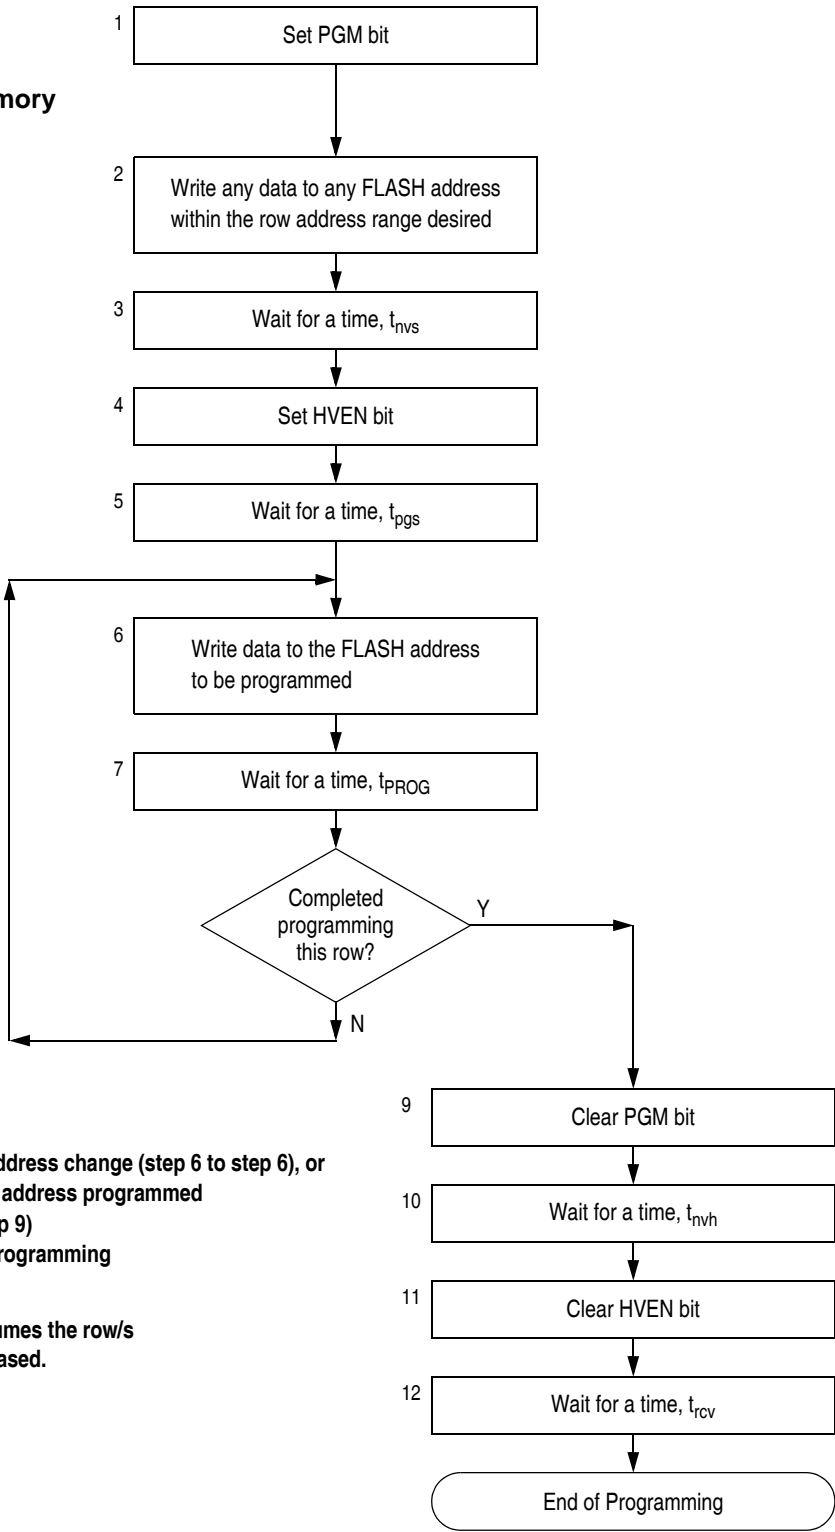 1
Set PGM bit
mory
2
Write any data to any FLASH address
within the row address range desired
3
Wait for a time, tnvs
4
Set HVEN bit
5
Wait for a time, tpgs
6
Write data to the FLASH address
to be programmed
7
Wait for a time, tPROG
Completed
programming
this row?
Y
N
9
Clear PGM bit
ddress change (step 6 to step 6), or
address programmed
p 9)
rogramming
10
Wait for a time, tnvh
11
Clear HVEN bit
umes the row/s
ased.
12
Wait for a time, trcv
End of Programming